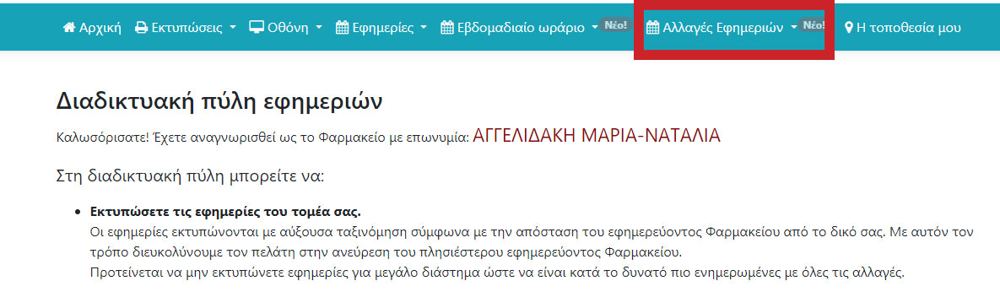 Αρχική Εκτυπώσεις Οθόνη Εφημερίες Εβδομαδιαίο ωράριο Νέο! Αλλαγές Εφημεριών Νέο! Η τοποθεσία μου
Διαδικτυακή πύλη εφημεριών
Καλωσόρισατε! Έχετε αναγνωρισθεί ως το Φαρμακείο με επωνυμία: ΑΓΓΕΛΙΔΑΚΗ ΜΑΡΙΑ-ΝΑΤΑΛΙΑ
Στη διαδικτυακή πύλη μπορείτε να:
• Εκτυπώσετε τις εφημερίες του τομέα σας.
Οι εφημερίες εκτυπώνονται με αύξουσα ταξινόμηση σύμφωνα με την απόσταση του εφημερεύοντος Φαρμακείου από το δικό σας. Με αυτόν τον
τρόπο διευκολύνουμε τον πελάτη στην ανεύρεση του πλησιέστερου εφημερεύοντος Φαρμακείου.
Προτείνεται να μην εκτυπώνετε εφημερίες για μεγάλο διάστημα ώστε να είναι κατά το δυνατό πιο ενημερωμένες με όλες τις αλλαγές.